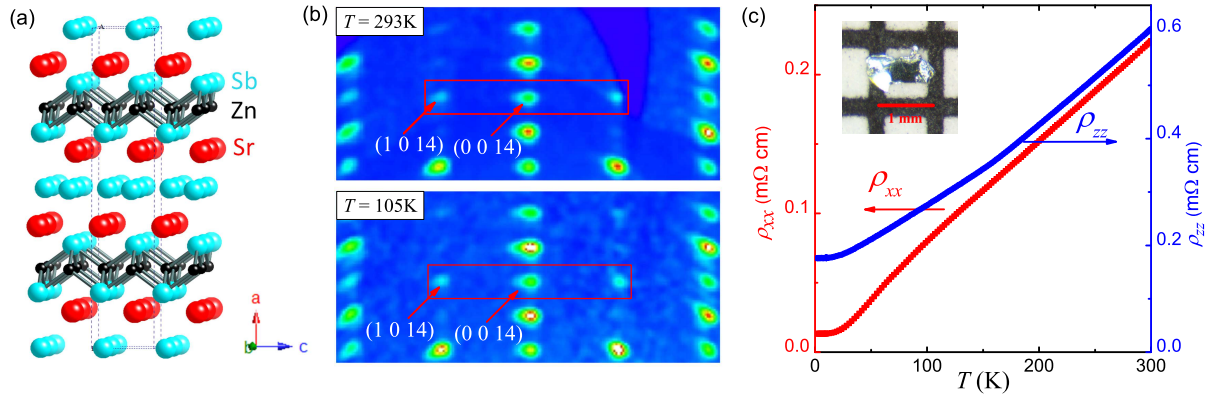 (a)
Sb
Zn
Sr
a
b
c
(b)
T = 293K
(1 0 14)
(0 0 14)
T = 105K
(1 0 14)
(0 0 14)
(c)
0.2
0.1
0.0
ρxx (mΩ cm)
1 mm
ρzz
ρxx
0.6
0.4
0.2
0.0
ρzz (mΩ cm)
0
100
200
300
T (K)